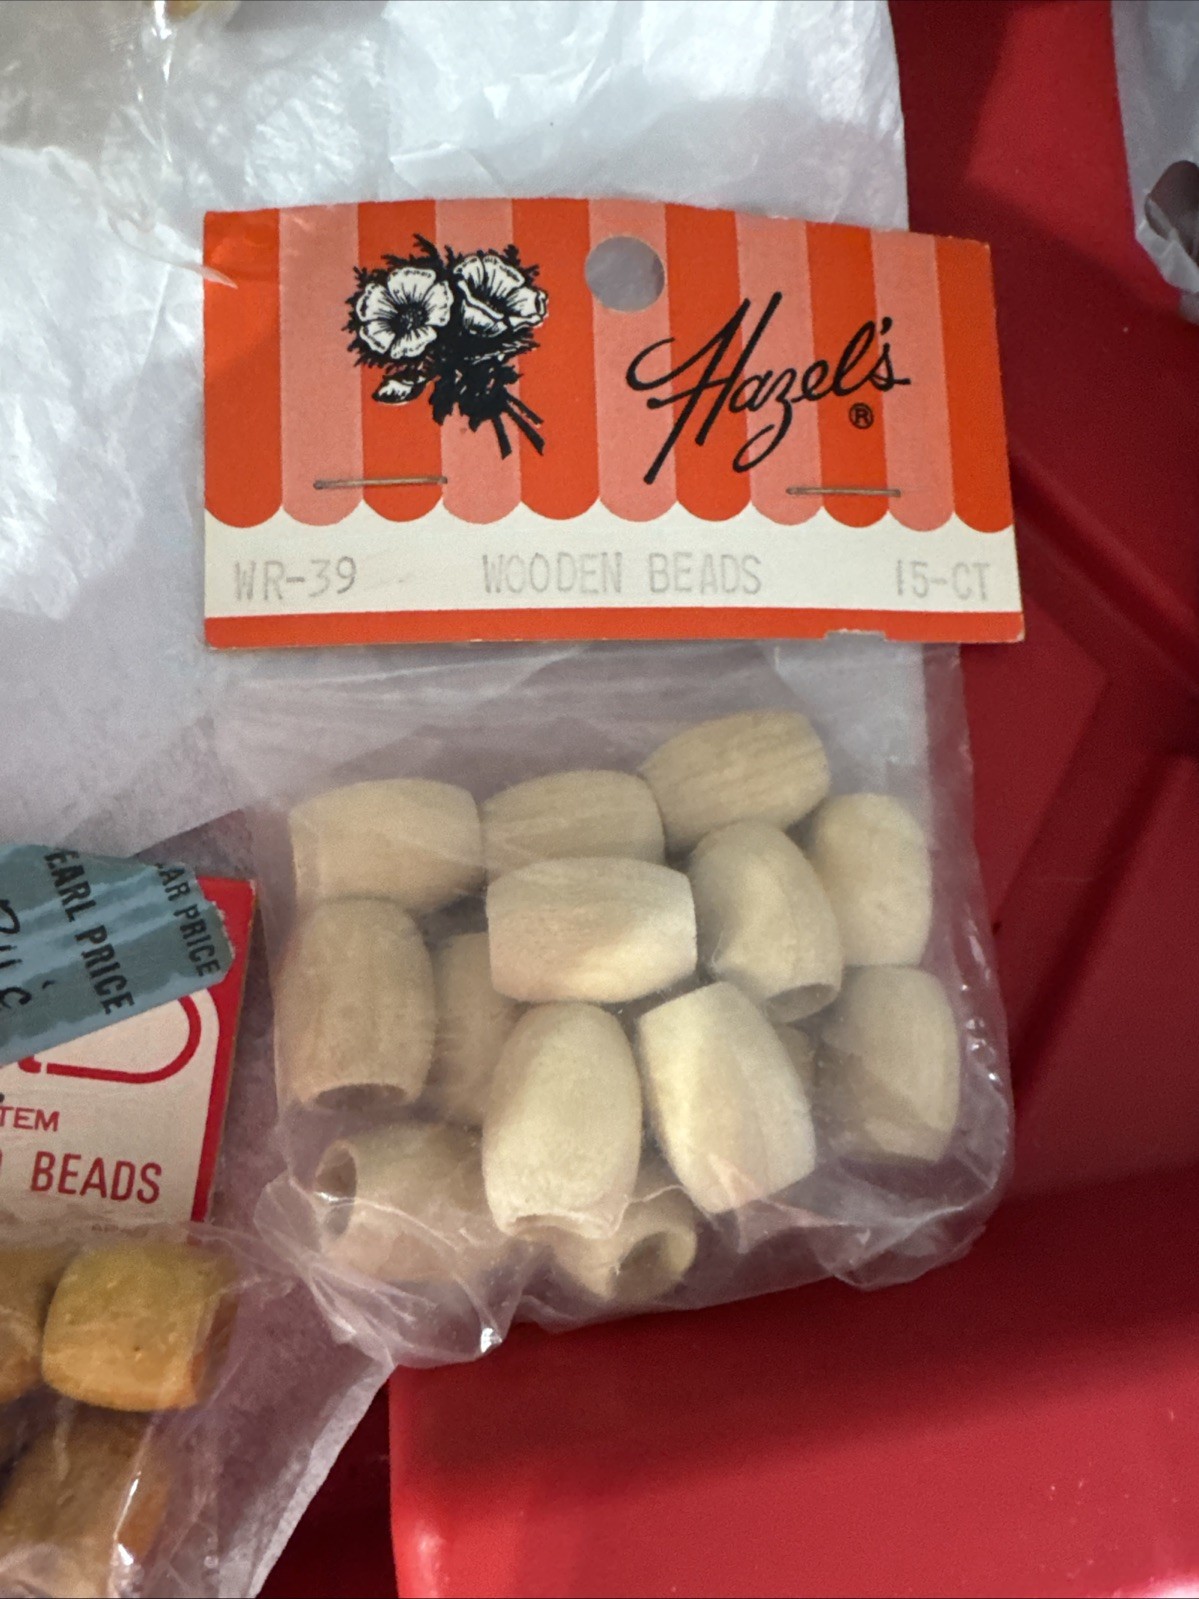 Hazel's
®
WR-39 WOODEN BEADS 15-CT
EARL PRICE
AR PRICE
TEM
BEADS